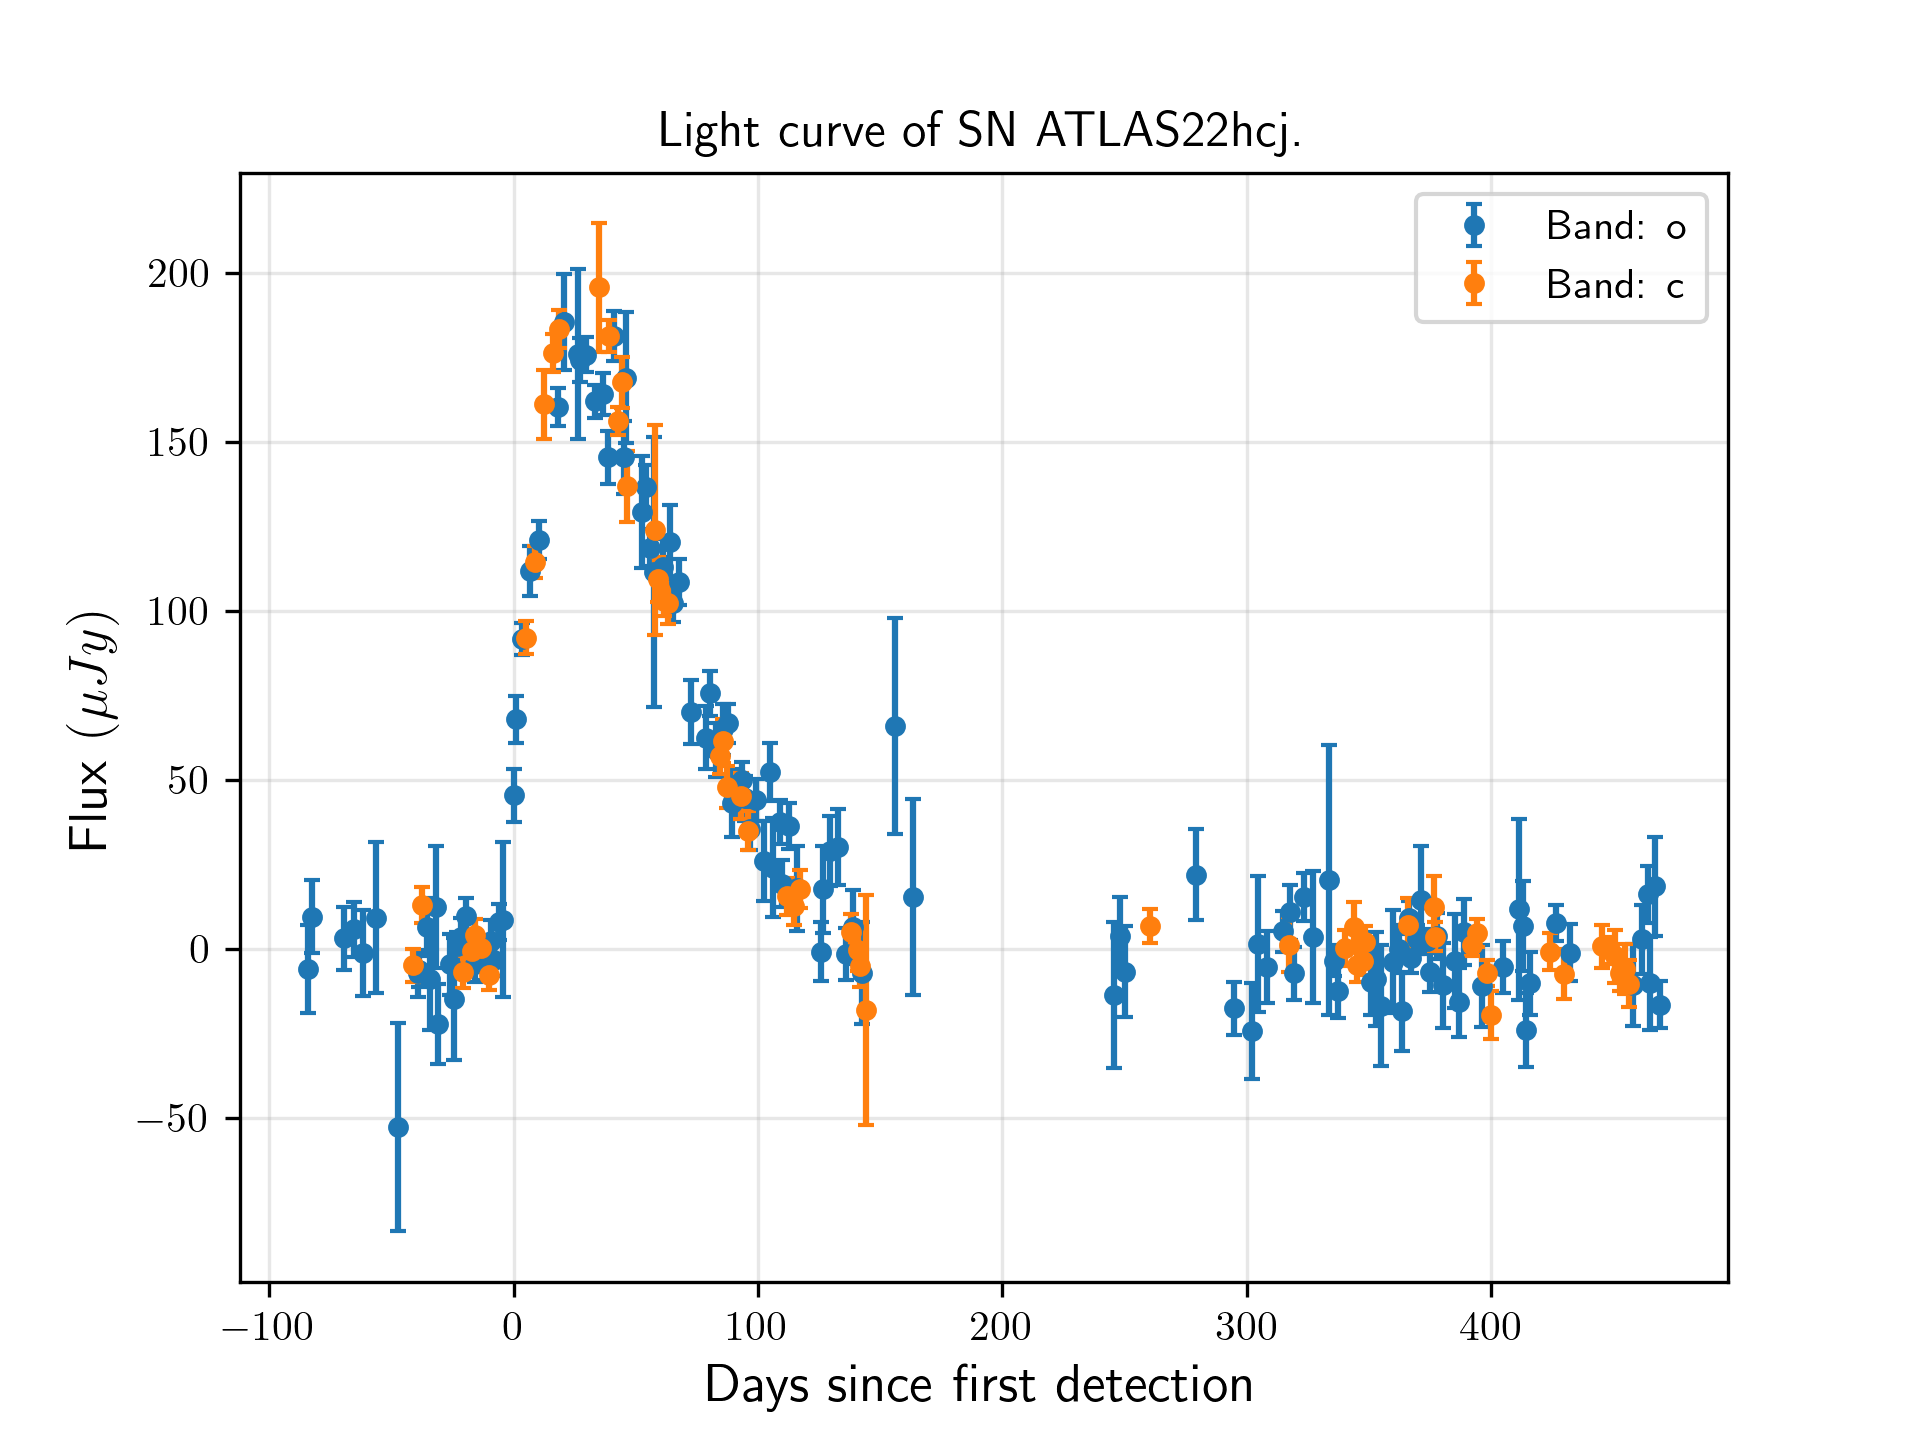 Light curve of SN ATLAS22hcj.
Band: o
Band: c
Flux (μJy)
200
150
100
50
0
−50
−100 0 100 200 300 400
Days since first detection